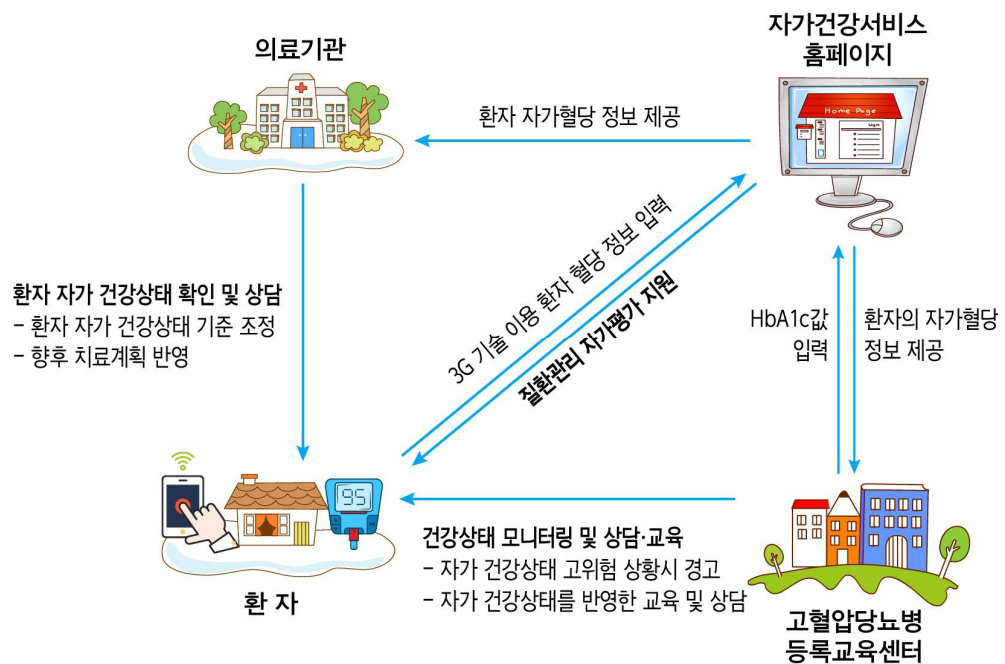 의료기관
자가건강서비스
홈페이지
Home Page
Login
환자 자가혈당 정보 제공
3G 기술 이용 환자 혈당 정보 입력
질환관리 자가평가 지원
환자 자가 건강상태 확인 및 상담
- 환자 자가 건강상태 기준 조정
- 향후 치료계획 반영
HbA1c값
입력
환자의 자가혈당
정보 제공
95
환 자
건강상태 모니터링 및 상담·교육
- 자가 건강상태 고위험 상황시 경고
- 자가 건강상태를 반영한 교육 및 상담
고혈압당뇨병
등록교육센터